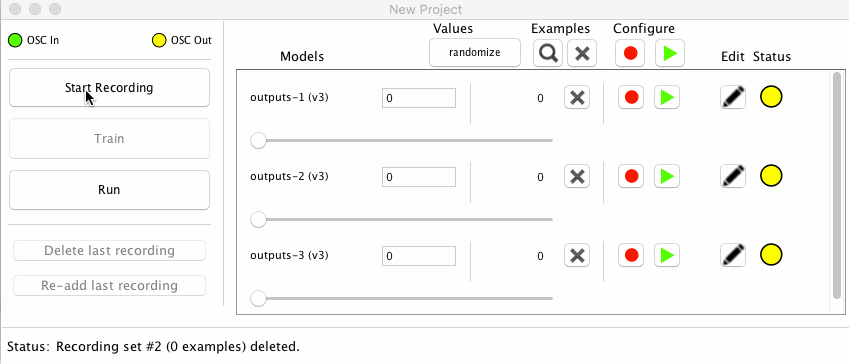 New Project
OSC In
OSC Out
Start Recording
Train
Run
Delete last recording
Re-add last recording
Values
Examples
Configure
Models
randomize
Edit
Status
outputs-1 (v3)
0
0
outputs-2 (v3)
0
0
outputs-3 (v3)
0
0
Status: Recording set #2 (0 examples) deleted.